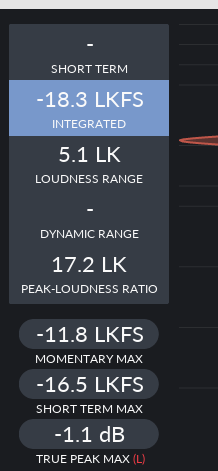 -
SHORT TERM
-18.3 LKFS
INTEGRATED
5.1 LK
LOUDNESS RANGE
-
DYNAMIC RANGE
17.2 LK
PEAK-LOUDNESS RATIO
-11.8 LKFS
MOMENTARY MAX
-16.5 LKFS
SHORT TERM MAX
-1.1 dB
TRUE PEAK MAX (L)